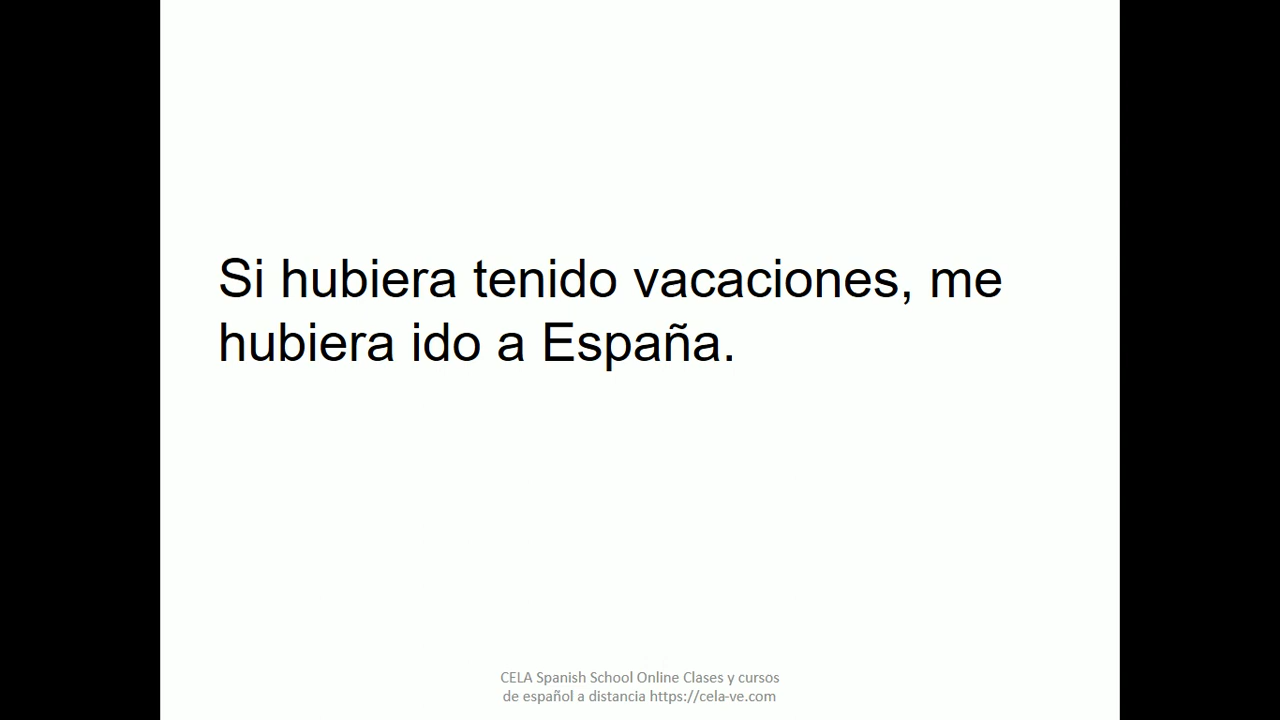 Si hubiera tenido vacaciones, me
hubiera ido a España.
CELA Spanish School Online Clases y cursos
de español a distancia https://cela-ve.com